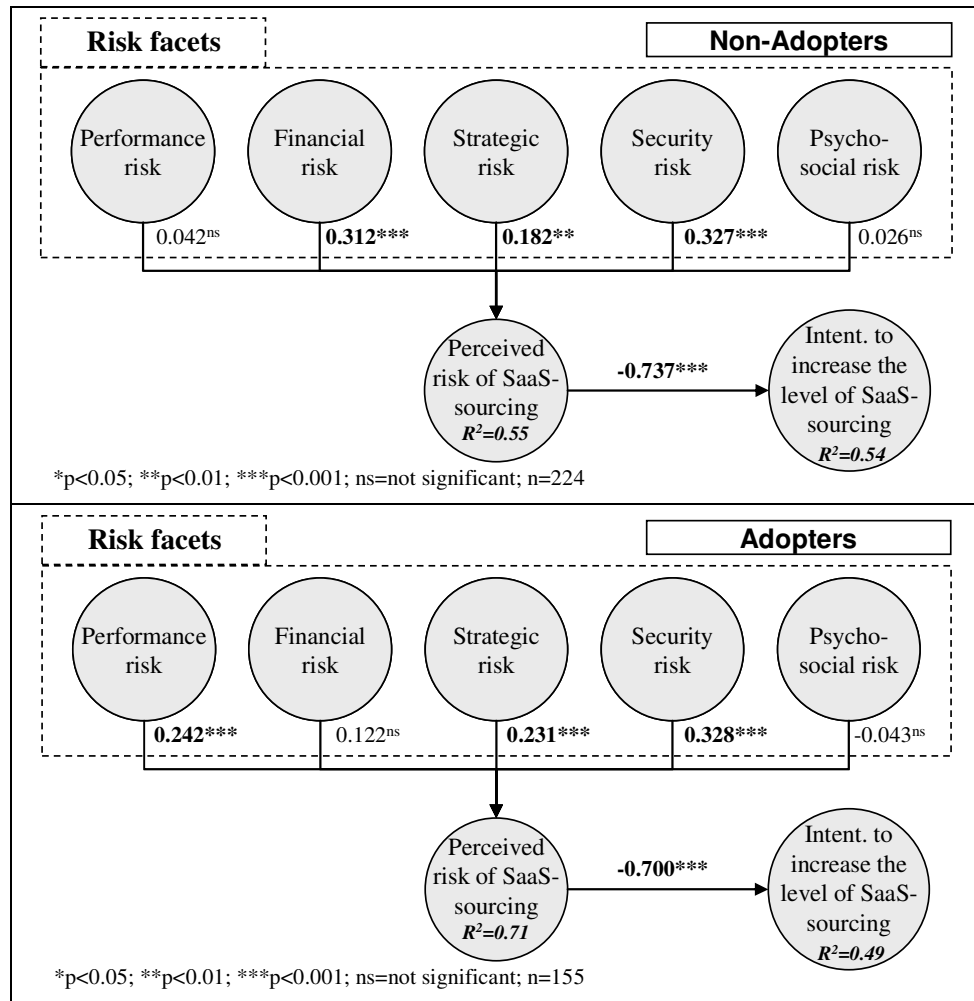 Risk facets
Non-Adopters
Performance
risk
Financial
risk
Strategic
risk
Security
risk
Psycho-
social risk
0.042ns
0.312***
0.182**
0.327***
0.026ns
Perceived
risk of SaaS-
sourcing
R²=0.55
-0.737***
Intent. to
increase the
level of SaaS-
sourcing
R²=0.54
*p<0.05; **p<0.01; ***p<0.001; ns=not significant; n=224
Risk facets
Adopters
Performance
risk
Financial
risk
Strategic
risk
Security
risk
Psycho-
social risk
0.242***
0.122ns
0.231***
0.328***
-0.043ns
Perceived
risk of SaaS-
sourcing
R²=0.71
-0.700***
Intent. to
increase the
level of SaaS-
sourcing
R²=0.49
*p<0.05; **p<0.01; ***p<0.001; ns=not significant; n=155